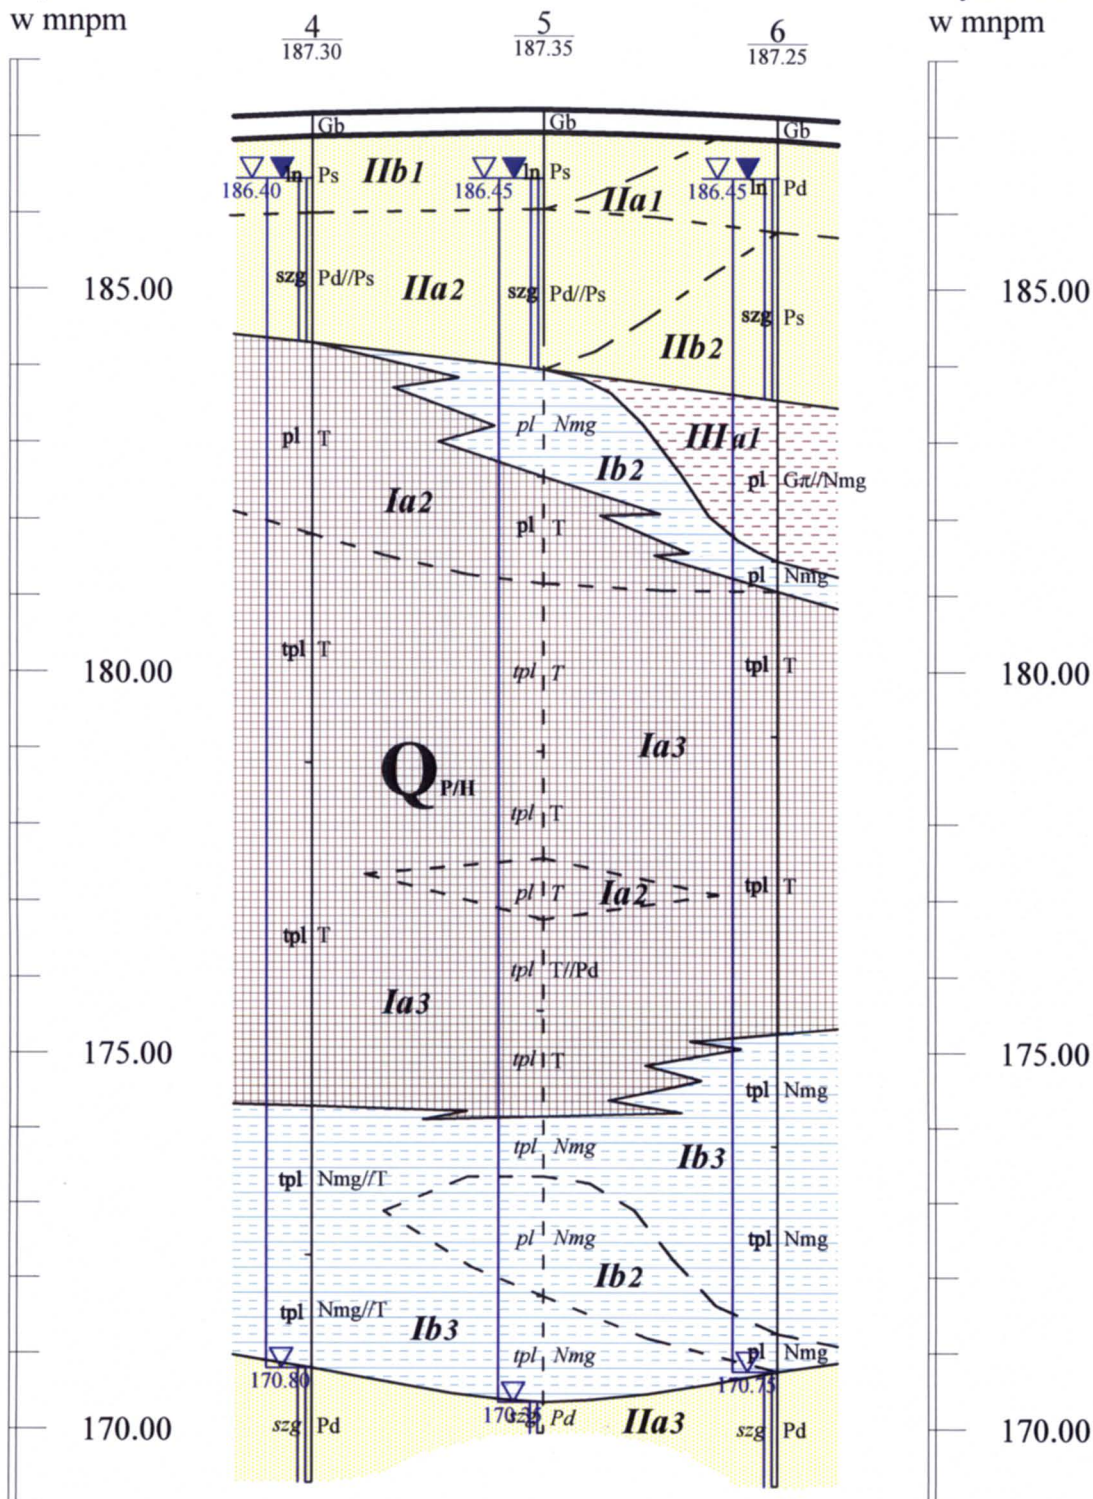 w mnpm
4
187.30
5
187.35
6
187.25
w mnpm
Gb
Gb
Gb
186.40
ln Ps
IIb1
186.45
ln Ps
IIa1
186.45
ln Pd
185.00
szg Pd//Ps
IIa2
szg Pd//Ps
szg Ps
185.00
IIb2
pl T
pl Nmg
IIIa1
Ib2
pl Gπ//Nmg
Ia2
pl T
pl Nmg
tpl T
180.00
tpl T
tpl T
180.00
Ia3
Q P/H
tpl T
pl T
Ia2
tpl T
tpl T
tpl T//Pd
Ia3
175.00
tpl T
175.00
tpl Nmg
tpl Nmg
Ib3
tpl Nmg//T
pl Nmg
tpl Nmg
Ib2
tpl Nmg//T
Ib3
tpl Nmg
pl Nmg
170.80
170.75
szg Pd
IIa3
170.00
szg Pd
szg Pd
170.00